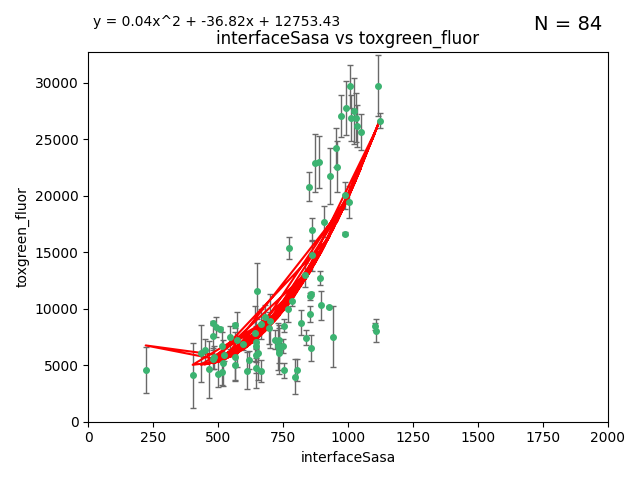 y = 0.04x^2 + -36.82x + 12753.43
N = 84
interfaceSasa vs toxgreen_fluor
toxgreen_fluor
30000
25000
20000
15000
10000
5000
0
0 250 500 750 1000 1250 1500 1750 2000
interfaceSasa